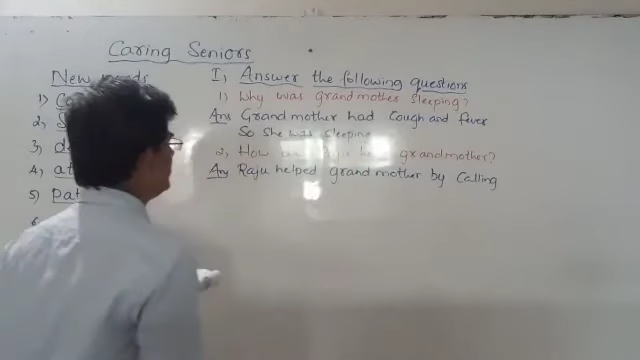 Caring Seniors
New words
1)
2)
3)
4) at
5) Pat
6
I, Answer the following questions
1) Why was grandmother sleeping?
Ans Grandmother had Cough and fever
So She was sleeping
2, How grandmother?
Ans Raju helped grandmother by Calling